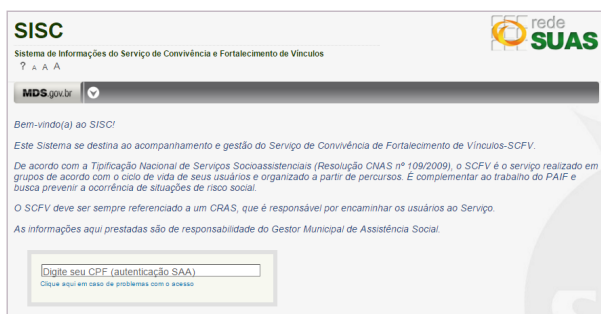 SISC
rede
SUAS
Sistema de Informações do Serviço de Convivência e Fortalecimento de Vínculos
? A A A
MDS.gov.br
Bem-vindo(a) ao SISC!
Este Sistema se destina ao acompanhamento e gestão do Serviço de Convivência de Fortalecimento de Vínculos-SCFV.
De acordo com a Tipificação Nacional de Serviços Socioassistenciais (Resolução CNAS nº 109/2009), o SCFV é o serviço realizado em
grupos de acordo com o ciclo de vida de seus usuários e organizado a partir de percursos. É complementar ao trabalho do PAIF e
busca prevenir a ocorrência de situações de risco social.
O SCFV deve ser sempre referenciado a um CRAS, que é responsável por encaminhar os usuários ao Serviço.
As informações aqui prestadas são de responsabilidade do Gestor Municipal de Assistência Social.
Digite seu CPF (autenticação SAA)
Clique aqui em caso de problemas com o acesso